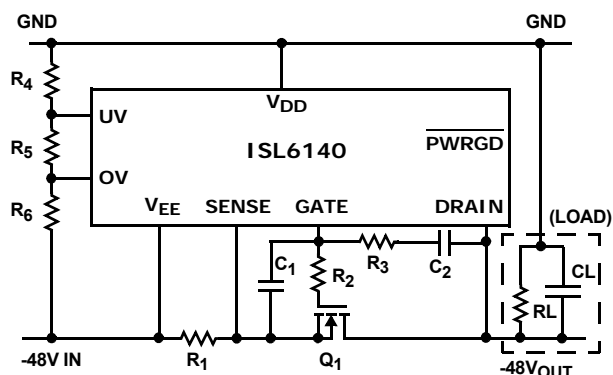 GND GND
R4
VDD
UV
R5 ISL6140 PWRGD
OV
R6 VEE SENSE GATE DRAIN
(LOAD)
C1 R2 R3 C2 CL
RL
-48V IN R1 Q1 -48VOUT